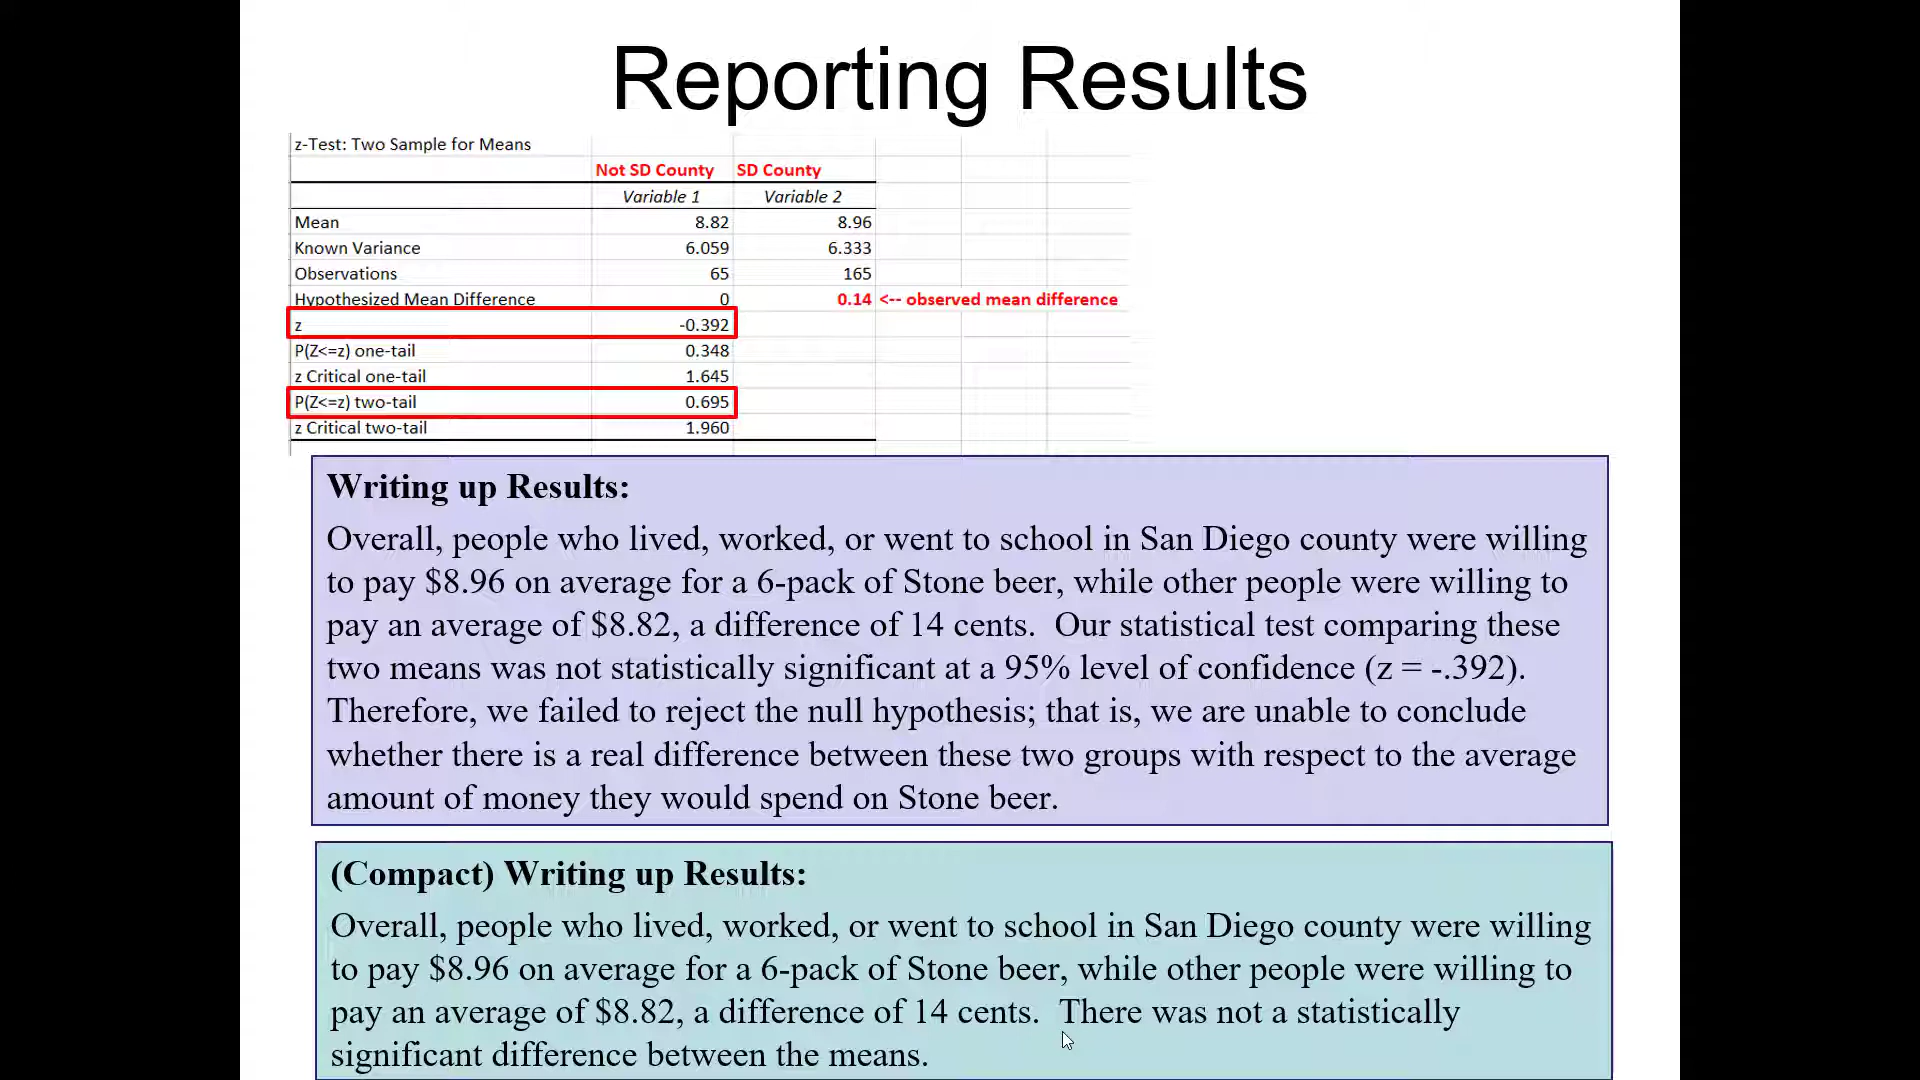 Reporting Results
z-Test: Two Sample for Means
Not SD County SD County
Variable 1 Variable 2
Mean 8.82 8.96
Known Variance 6.059 6.333
Observations 65 165
Hypothesized Mean Difference 0 0.14 <-- observed mean difference
z -0.392
P(Z<=z) one-tail 0.348
z Critical one-tail 1.645
P(Z<=z) two-tail 0.695
z Critical two-tail 1.960
Writing up Results:
Overall, people who lived, worked, or went to school in San Diego county were willing
to pay $8.96 on average for a 6-pack of Stone beer, while other people were willing to
pay an average of $8.82, a difference of 14 cents. Our statistical test comparing these
two means was not statistically significant at a 95% level of confidence (z = -.392).
Therefore, we failed to reject the null hypothesis; that is, we are unable to conclude
whether there is a real difference between these two groups with respect to the average
amount of money they would spend on Stone beer.
(Compact) Writing up Results:
Overall, people who lived, worked, or went to school in San Diego county were willing
to pay $8.96 on average for a 6-pack of Stone beer, while other people were willing to
pay an average of $8.82, a difference of 14 cents. There was not a statistically
significant difference between the means.